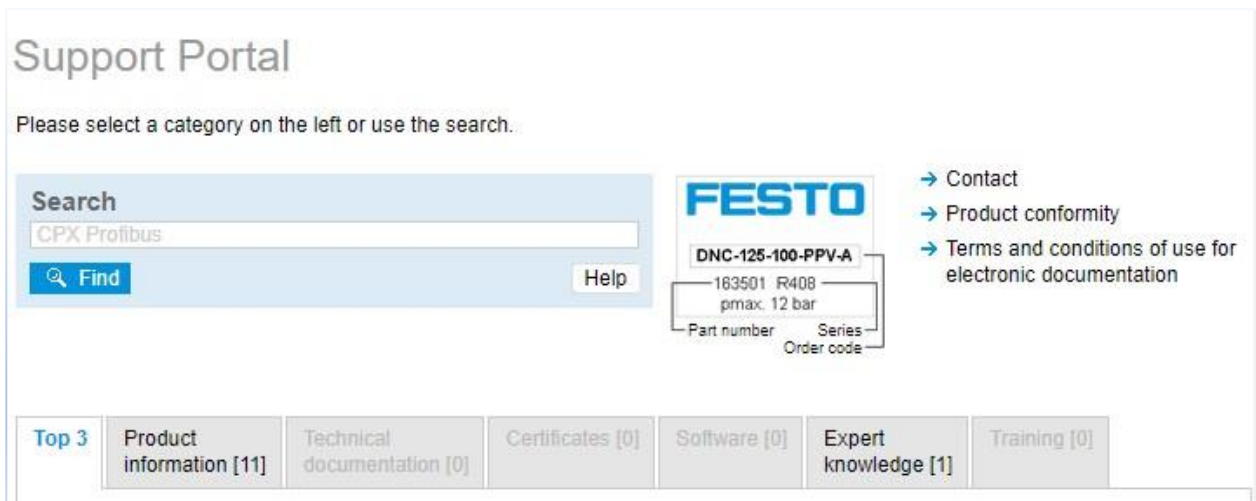 Support Portal
Please select a category on the left or use the search.
Search
CPX Profibus
Find
Help
FESTO
DNC-125-100-PPV-A
163501 R408
pmax. 12 bar
Part number
Series
Order code
Contact
Product conformity
Terms and conditions of use for
electronic documentation
Top 3
Product
information [11]
Technical
documentation [0]
Certificates [0]
Software [0]
Expert
knowledge [1]
Training [0]